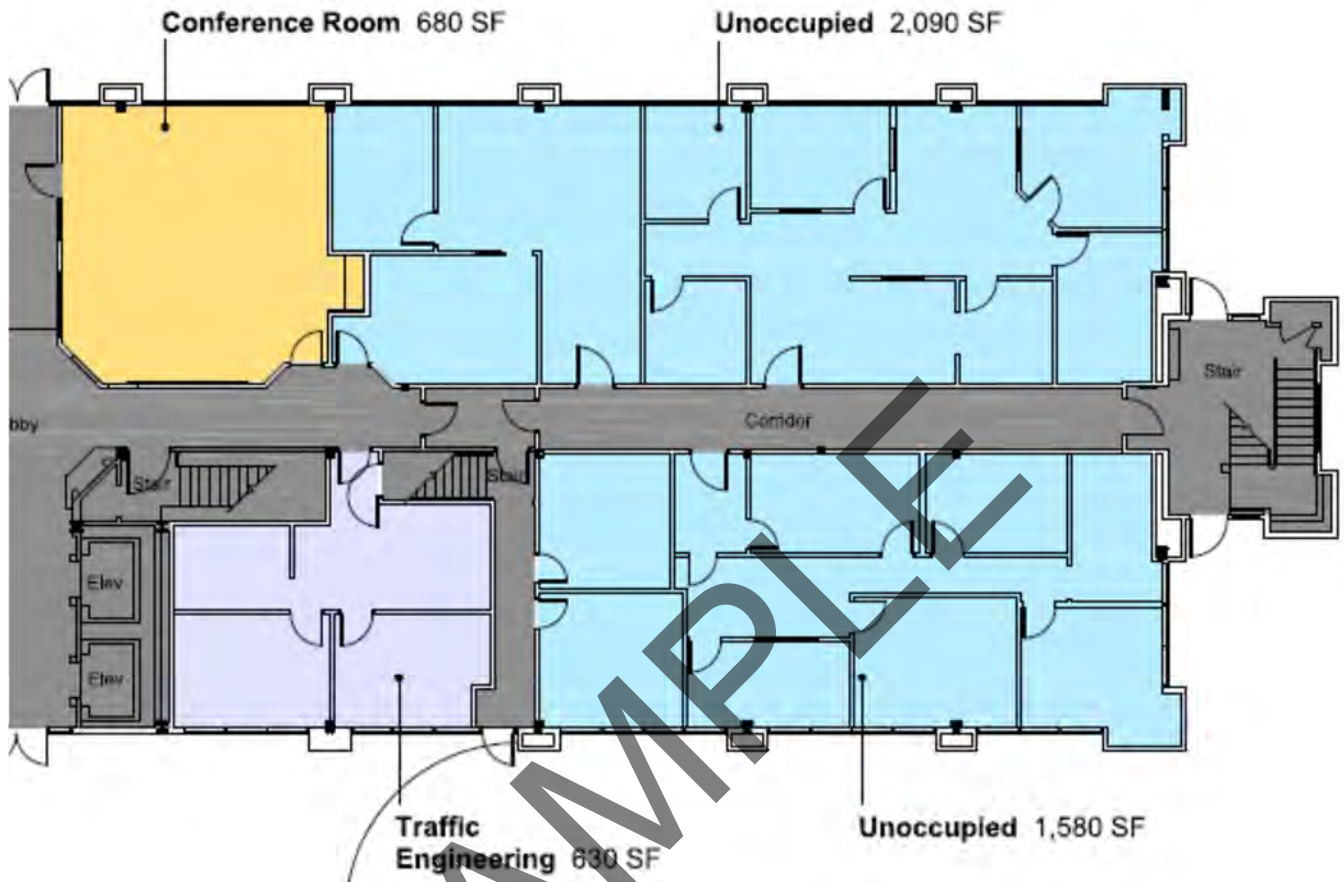 Conference Room 680 SF
Unoccupied 2,090 SF
Stair
bby
Corridor
Stair
Stair
Elev
Elev
Traffic
Engineering 630 SF
Unoccupied 1,580 SF
AMPLE